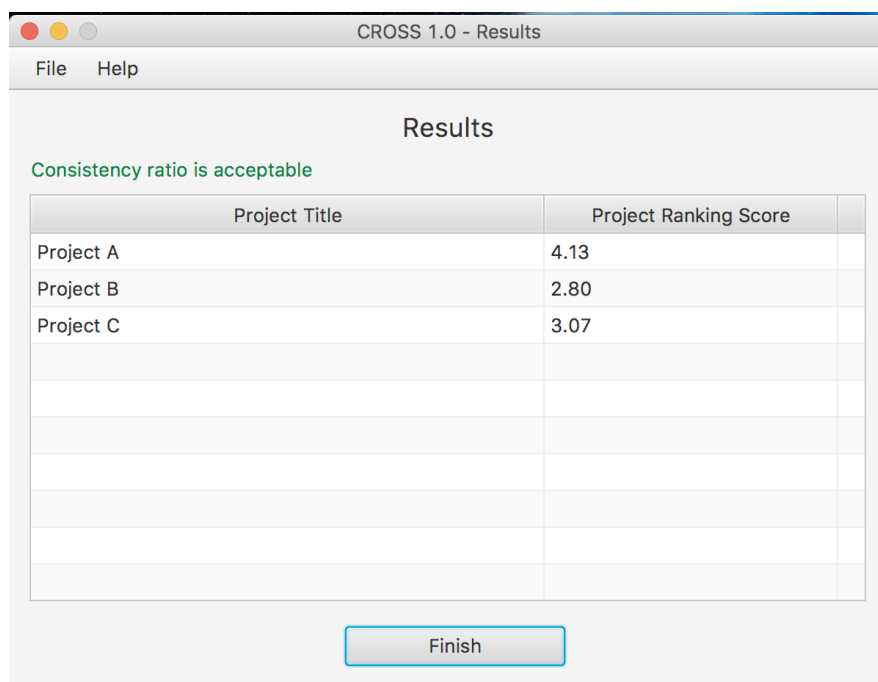 CROSS 1.0 - Results
File Help
Results
Consistency ratio is acceptable
Project Title Project Ranking Score
Project A 4.13
Project B 2.80
Project C 3.07
Finish